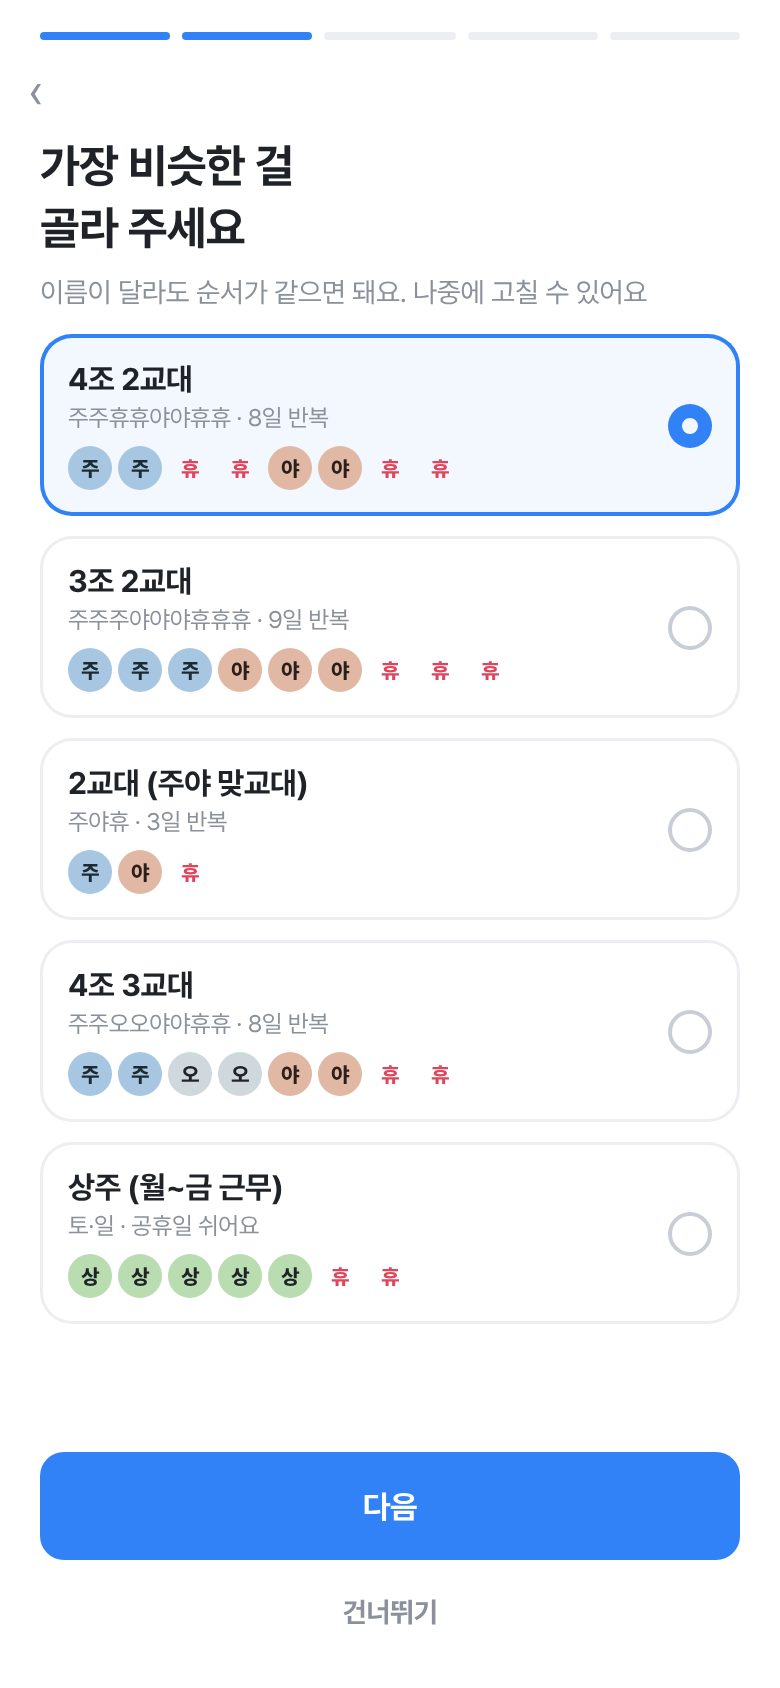 가장 비슷한 걸
골라 주세요
이름이 달라도 순서가 같으면 돼요. 나중에 고칠 수 있어요
4조 2교대
주주휴휴야야휴휴 · 8일 반복
주 주 휴 휴 야 야 휴 휴
3조 2교대
주주주야야야휴휴휴 · 9일 반복
주 주 주 야 야 야 휴 휴 휴
2교대 (주야 맞교대)
주야휴 · 3일 반복
주 야 휴
4조 3교대
주주오오야야휴휴 · 8일 반복
주 주 오 오 야 야 휴 휴
상주 (월~금 근무)
토·일 · 공휴일 쉬어요
상 상 상 상 상 휴 휴
다음
건너뛰기